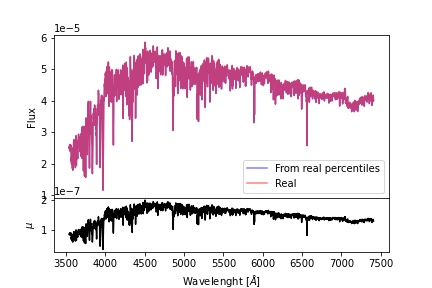 1e−5
6
5
4
3
2
1
Flux
From real percentiles
Real
1e−7
2
1
μ
3500 4000 4500 5000 5500 6000 6500 7000 7500
Wavelenght [Å]